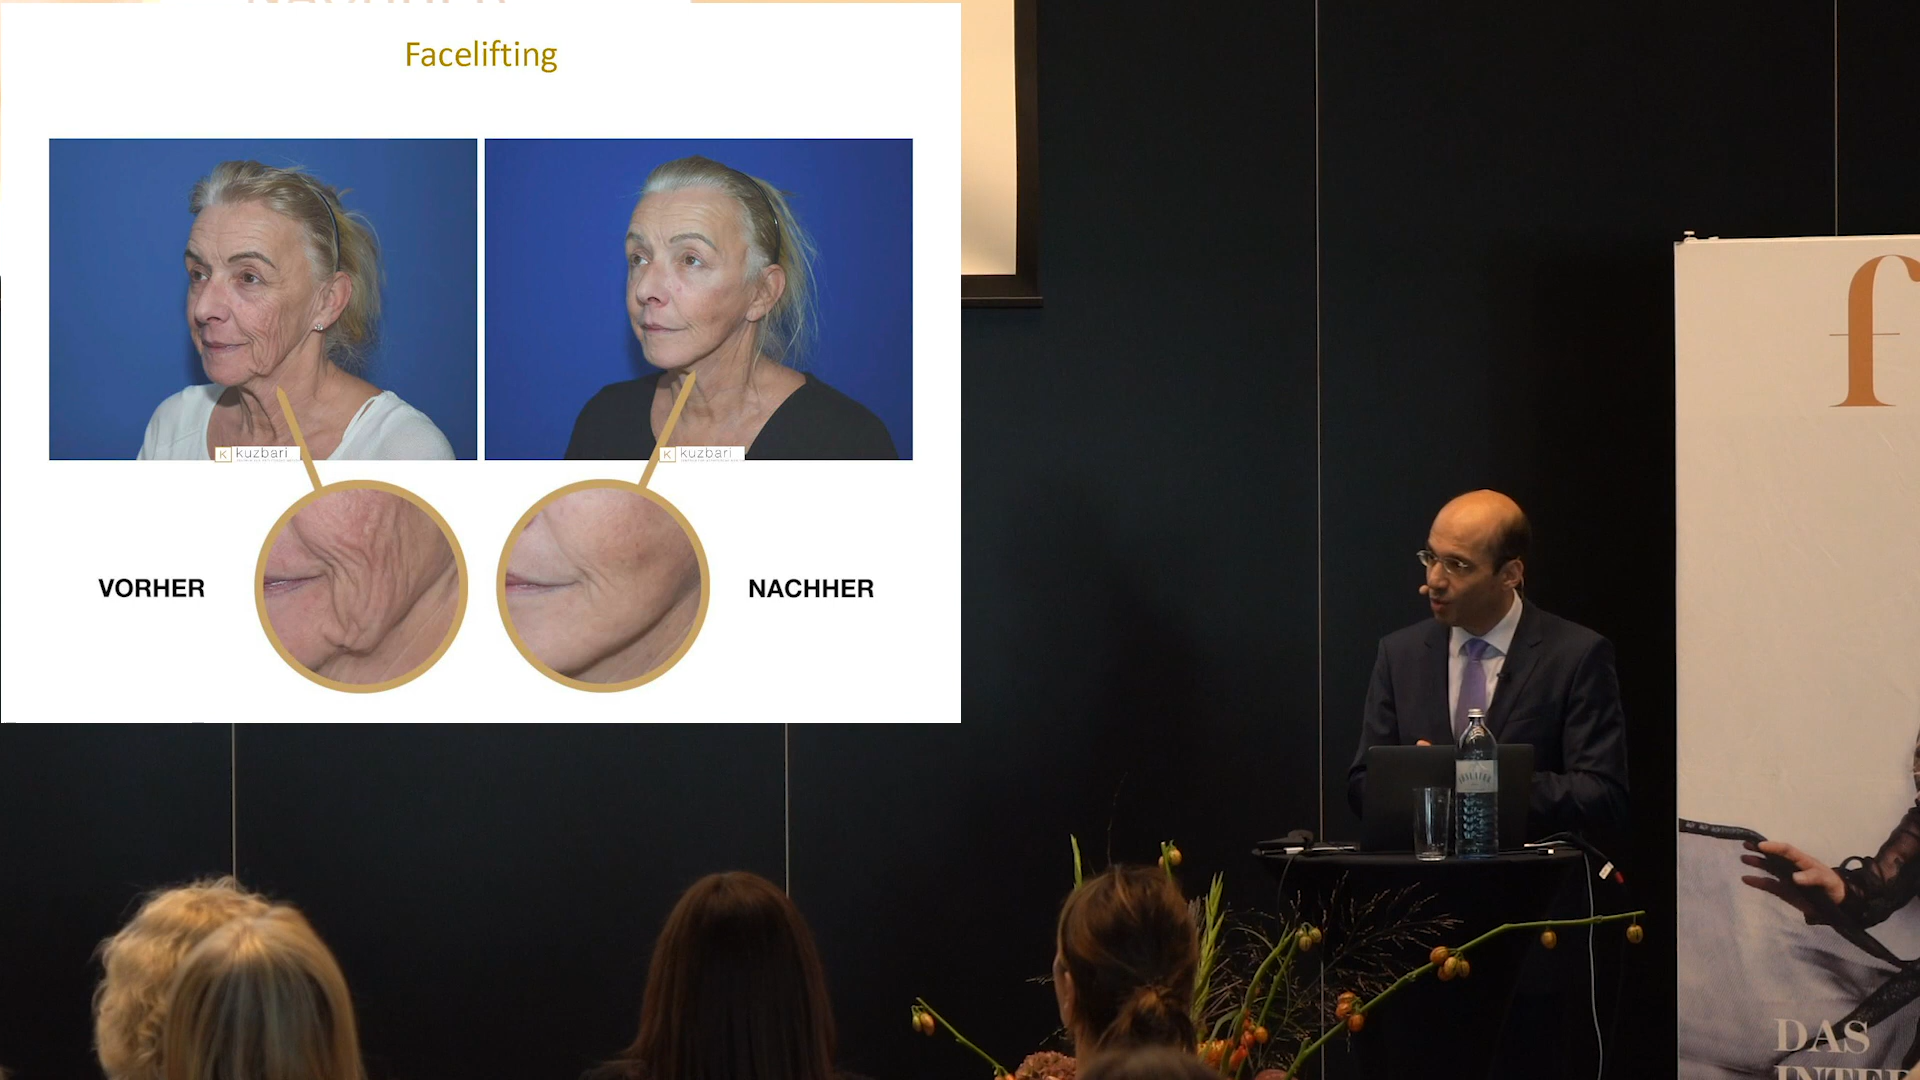 Facelifting
K kuzbari
K kuzbari
VORHER
NACHHER
f
DAS